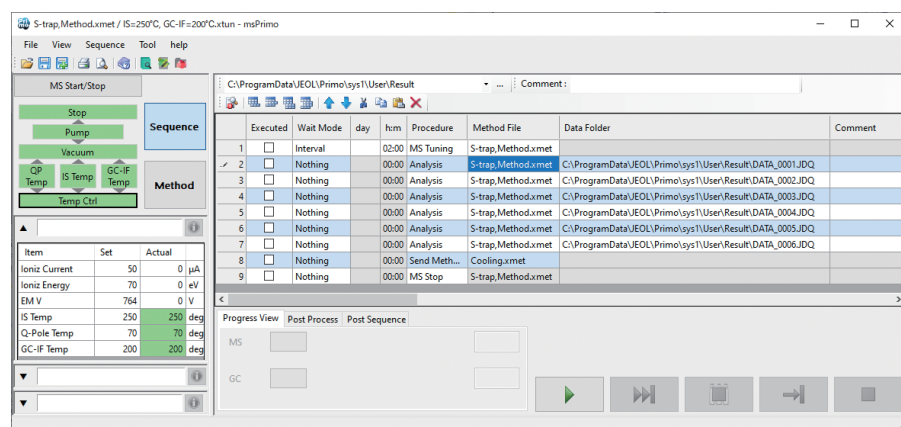 S-trap,Method.xmet / IS=250°C, GC-IF=200°C.xtun - msPrimo
File View Sequence Tool help
MS Start/Stop
Stop
Pump
Vacuum
QP Temp
IS Temp
GC-IF Temp
Temp Ctrl
Sequence
Method
Item Set Actual
Ioniz Current 50 0 µA
Ioniz Energy 70 0 eV
EM V 764 0 V
IS Temp 250 250 deg
Q-Pole Temp 70 70 deg
GC-IF Temp 200 200 deg
C:\ProgramData\JEOL\Primo\sys1\User\Result ... Comment :
Executed Wait Mode day h:m Procedure Method File Data Folder Comment
1 Interval 02:00 MS Tuning S-trap,Method.xmet
2 Nothing 00:00 Analysis S-trap,Method.xmet C:\ProgramData\JEOL\Primo\sys1\User\Result\DATA_0001.JDQ
3 Nothing 00:00 Analysis S-trap,Method.xmet C:\ProgramData\JEOL\Primo\sys1\User\Result\DATA_0002.JDQ
4 Nothing 00:00 Analysis S-trap,Method.xmet C:\ProgramData\JEOL\Primo\sys1\User\Result\DATA_0003.JDQ
5 Nothing 00:00 Analysis S-trap,Method.xmet C:\ProgramData\JEOL\Primo\sys1\User\Result\DATA_0004.JDQ
6 Nothing 00:00 Analysis S-trap,Method.xmet C:\ProgramData\JEOL\Primo\sys1\User\Result\DATA_0005.JDQ
7 Nothing 00:00 Analysis S-trap,Method.xmet C:\ProgramData\JEOL\Primo\sys1\User\Result\DATA_0006.JDQ
8 Nothing 00:00 Send Meth... Cooling.xmet
9 Nothing 00:00 MS Stop S-trap,Method.xmet
Progress View Post Process Post Sequence
MS
GC